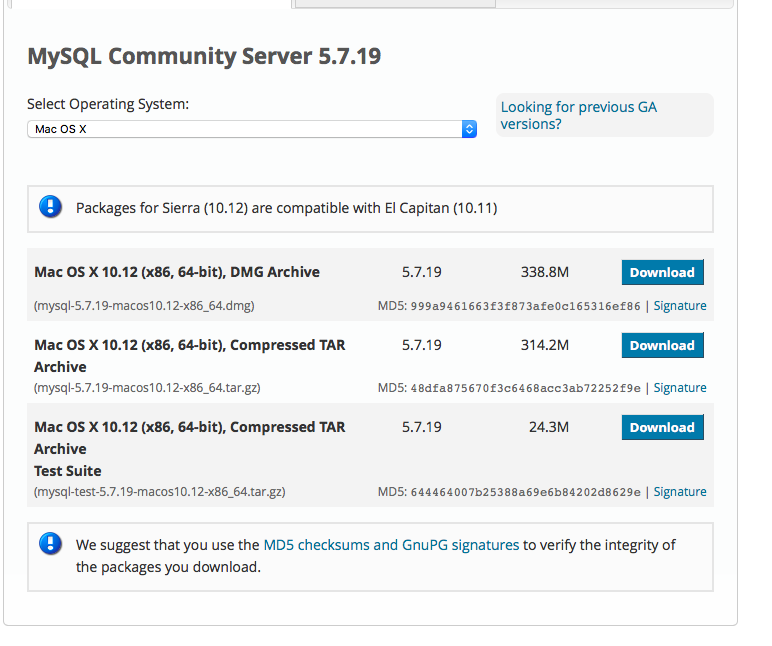 MySQL Community Server 5.7.19
Select Operating System:
Mac OS X
Looking for previous GA
versions?
Packages for Sierra (10.12) are compatible with El Capitan (10.11)
Mac OS X 10.12 (x86, 64-bit), DMG Archive 5.7.19 338.8M Download
(mysql-5.7.19-macos10.12-x86_64.dmg) MD5: 999a9461663f3f873afe0c165316ef86 | Signature
Mac OS X 10.12 (x86, 64-bit), Compressed TAR 5.7.19 314.2M Download
Archive
(mysql-5.7.19-macos10.12-x86_64.tar.gz) MD5: 48dfa875670f3c6468acc3ab72252f9e | Signature
Mac OS X 10.12 (x86, 64-bit), Compressed TAR 5.7.19 24.3M Download
Archive
Test Suite
(mysql-test-5.7.19-macos10.12-x86_64.tar.gz) MD5: 644464007b25388a69e6b84202d8629e | Signature
We suggest that you use the MD5 checksums and GnuPG signatures to verify the integrity of
the packages you download.